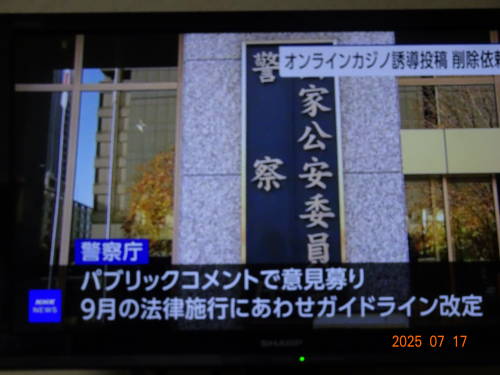 オンラインカジノ誘導投稿 削除依頼
国家公安委員
警察
警察庁
パブリックコメントで意見募り
9月の法律施行にあわせガイドライン改定
NHK
NEWS
SHARP
2025 07 17